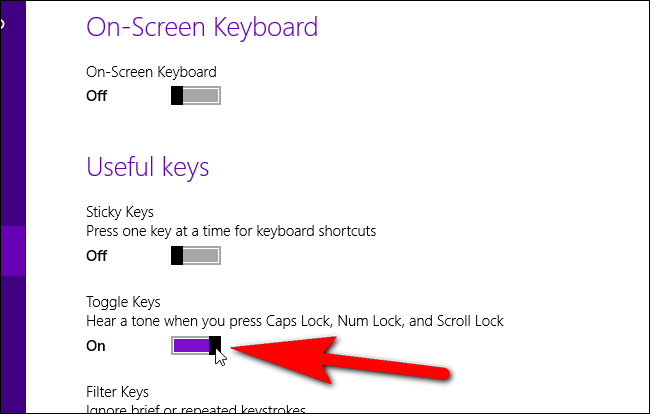 On-Screen Keyboard
On-Screen Keyboard
Off
Useful keys
Sticky Keys
Press one key at a time for keyboard shortcuts
Off
Toggle Keys
Hear a tone when you press Caps Lock, Num Lock, and Scroll Lock
On
Filter Keys
Ignore brief or repeated keystrokes